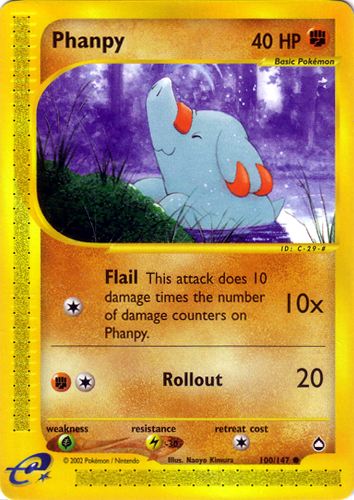 Phanpy
40 HP
Basic Pokémon
ID: C-29-#
Flail This attack does 10
damage times the number
of damage counters on
Phanpy.
10x
Rollout
20
weakness
resistance
retreat cost
-30
© 2002 Pokémon / Nintendo
Illus. Naoyo Kimura
100/147
e